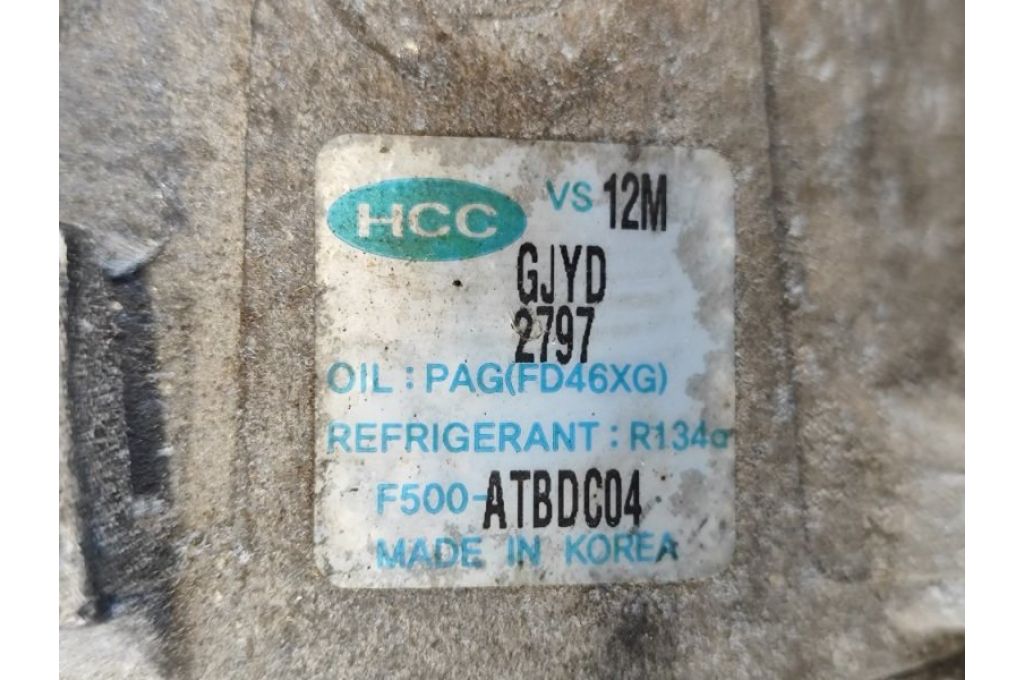 HCC VS 12M
GJYD
2797
OIL : PAG(FD46XG)
REFRIGERANT : R134a
F500-ATBDC04
MADE IN KOREA